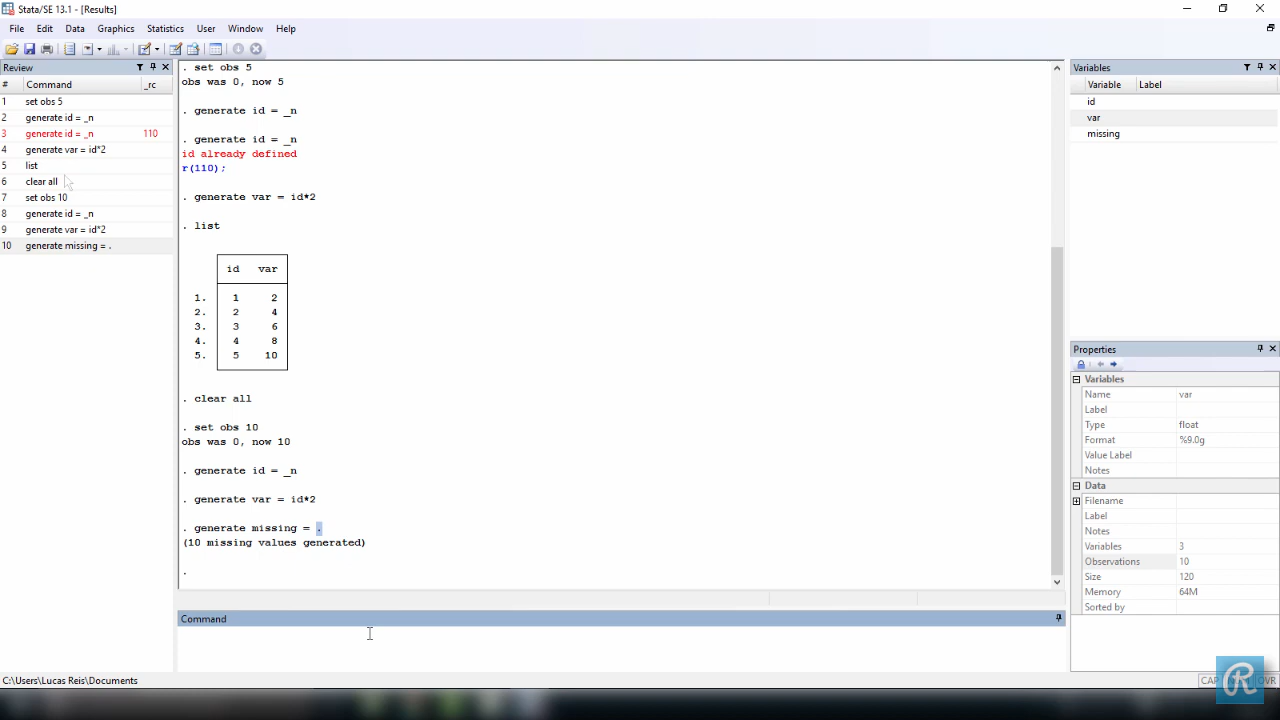 Stata/SE 13.1 - [Results]
File Edit Data Graphics Statistics User Window Help
Review
# Command _rc
1 set obs 5
2 generate id = _n
3 generate id = _n 110
4 generate var = id*2
5 list
6 clear all
7 set obs 10
8 generate id = _n
9 generate var = id*2
10 generate missing = .
. set obs 5
obs was 0, now 5
. generate id = _n
. generate id = _n
id already defined
r(110);
. generate var = id*2
. list
id var
1. 1 2
2. 2 4
3. 3 6
4. 4 8
5. 5 10
. clear all
. set obs 10
obs was 0, now 10
. generate id = _n
. generate var = id*2
. generate missing = .
(10 missing values generated)
.
Command
Variables
Variable Label
id
var
missing
Properties
Variables
Name var
Label
Type float
Format %9.0g
Value Label
Notes
Data
Filename
Label
Notes
Variables 3
Observations 10
Size 120
Memory 64M
Sorted by
C:\Users\Lucas Reis\Documents
CAP OVR
R